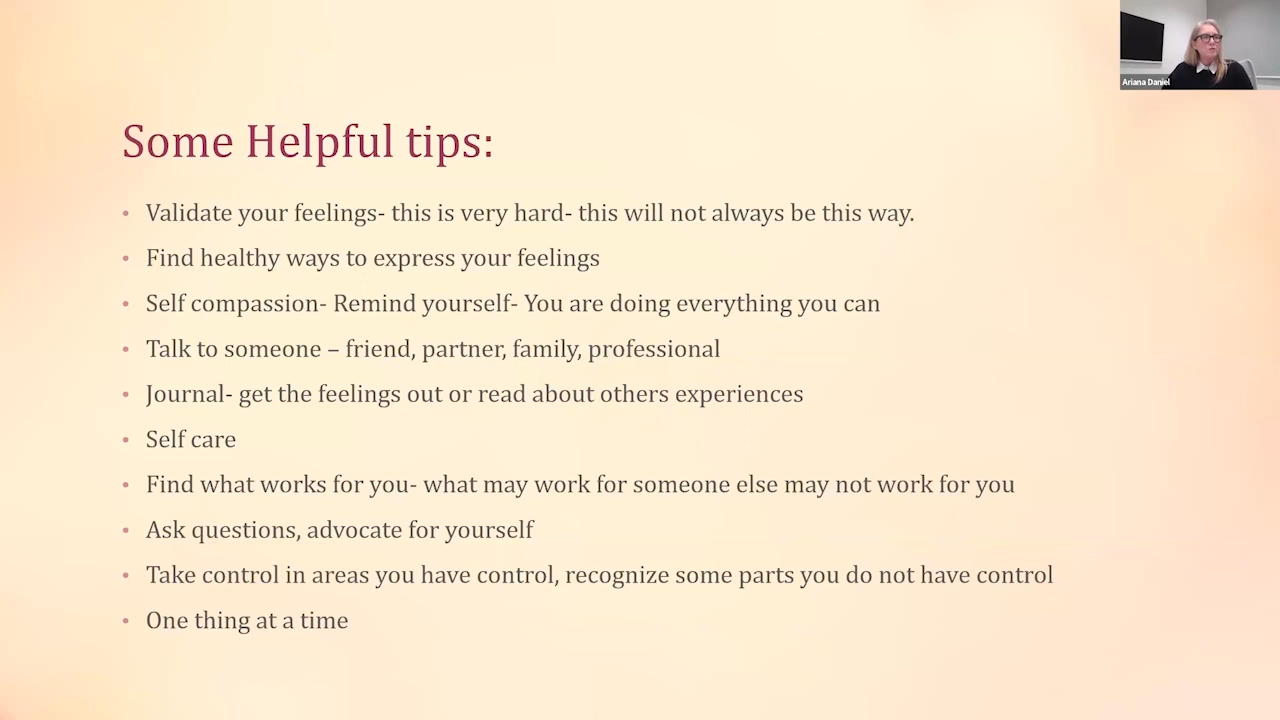 Ariana Daniel
Some Helpful tips:
• Validate your feelings- this is very hard- this will not always be this way.
• Find healthy ways to express your feelings
• Self compassion- Remind yourself- You are doing everything you can
• Talk to someone – friend, partner, family, professional
• Journal- get the feelings out or read about others experiences
• Self care
• Find what works for you- what may work for someone else may not work for you
• Ask questions, advocate for yourself
• Take control in areas you have control, recognize some parts you do not have control
• One thing at a time